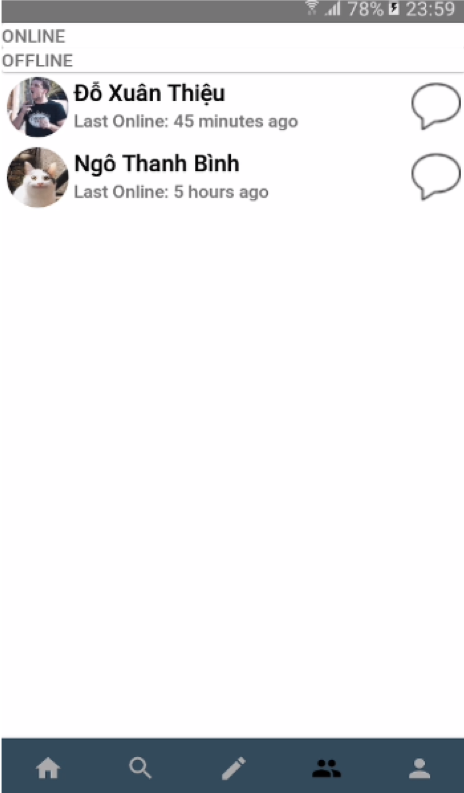 78% 23:59
ONLINE
OFFLINE
Đỗ Xuân Thiệu
Last Online: 45 minutes ago
Ngô Thanh Bình
Last Online: 5 hours ago